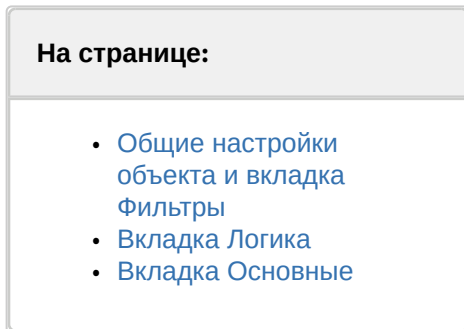 На странице:
• Общие настройки
объекта и вкладка
Фильтры
• Вкладка Логика
• Вкладка Основные